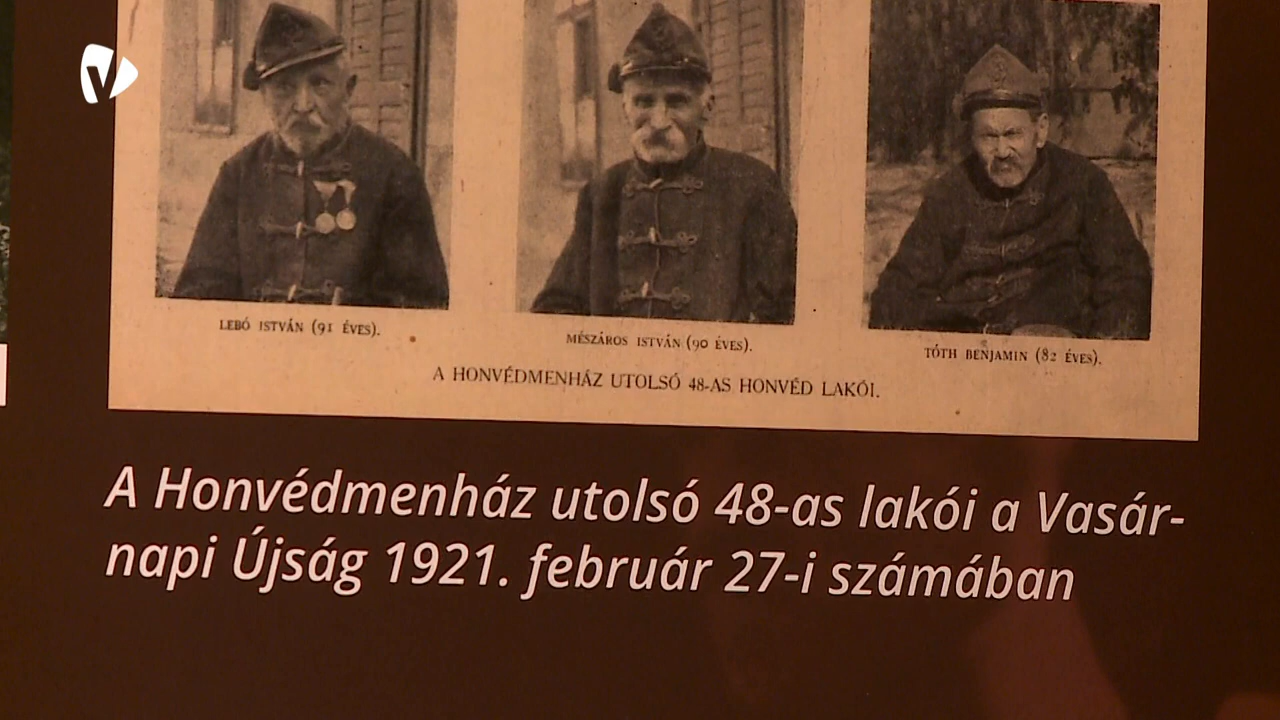 LEBÓ ISTVÁN (91 ÉVES).
MÉSZÁROS ISTVÁN (90 ÉVES).
TÓTH BENJAMIN (82 ÉVES).
A HONVÉDMENHÁZ UTOLSÓ 48-AS HONVÉD LAKÓI.
A Honvédmenház utolsó 48-as lakói a Vasár-
napi Újság 1921. február 27-i számában